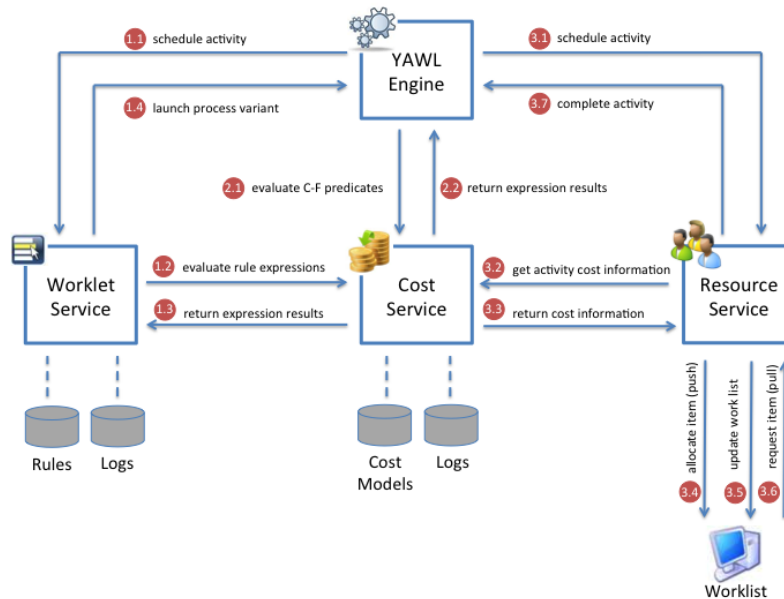 1.1 schedule activity
YAWL
Engine
3.1 schedule activity
1.4 launch process variant
3.7 complete activity
2.1 evaluate C-F predicates
2.2 return expression results
Worklet
Service
1.2 evaluate rule expressions
Cost
Service
3.2 get activity cost information
Resource
Service
1.3 return expression results
3.3 return cost information
Rules
Logs
Cost
Models
Logs
3.4 allocate item (push)
3.5 update work list
3.6 request item (pull)
Worklist